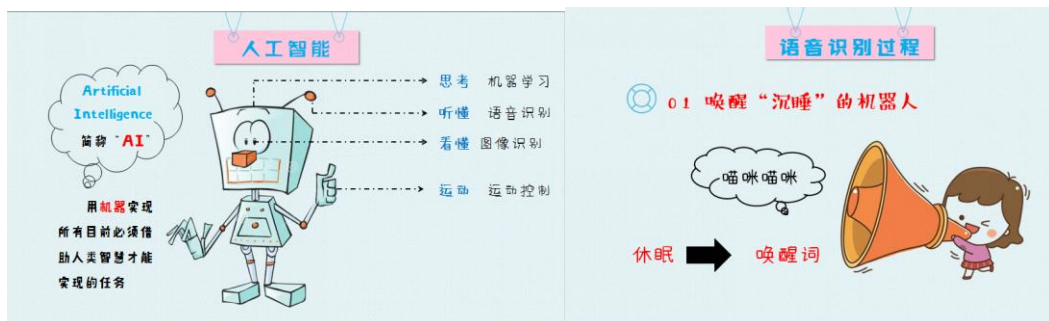 人工智能
Artificial
Intelligence
简称“AI”
用机器实现
所有目前必须借
助人类智慧才能
实现的任务
思考 机器学习
听懂 语音识别
看懂 图像识别
运动 运动控制
语音识别过程
01 唤醒“沉睡”的机器人
喵咪喵咪
休眠
唤醒词